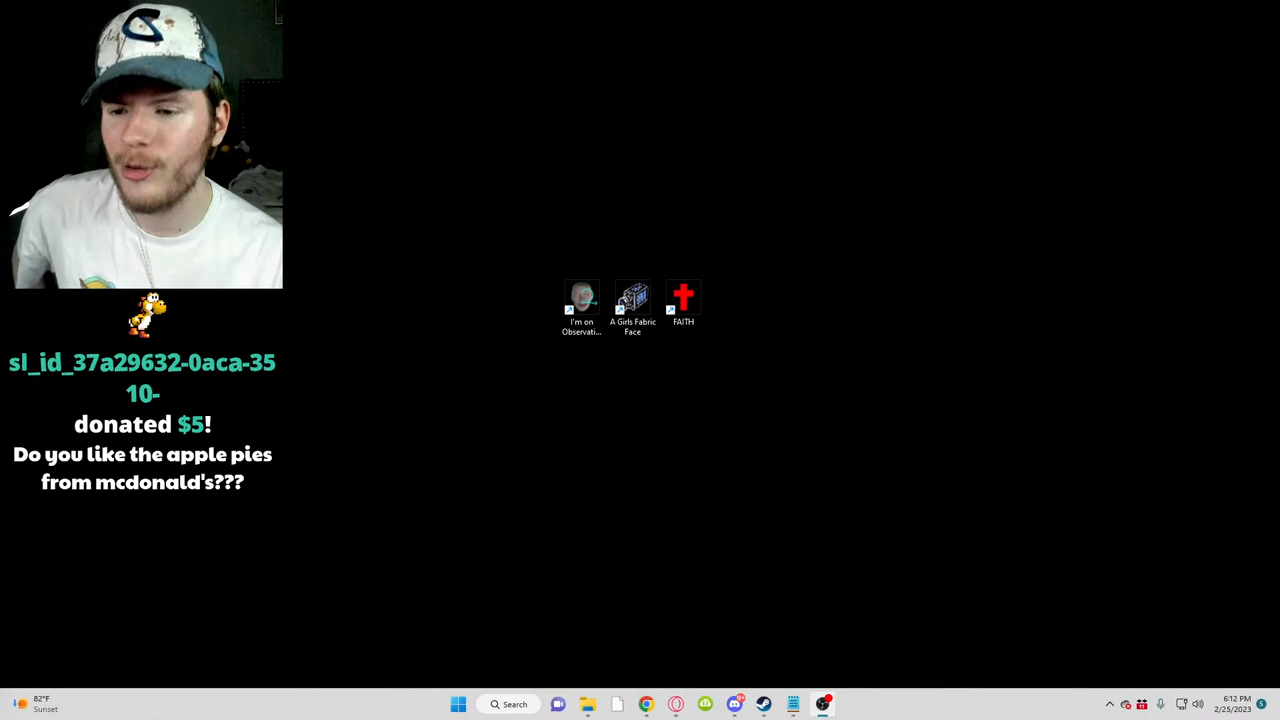 I'm on
Observati...
A Girls Fabric
Face
FAITH
sl_id_37a29632-0aca-35
10-
donated $5!
Do you like the apple pies
from mcdonald's???
82°F
Sunset
Search
6:12 PM
2/25/2023